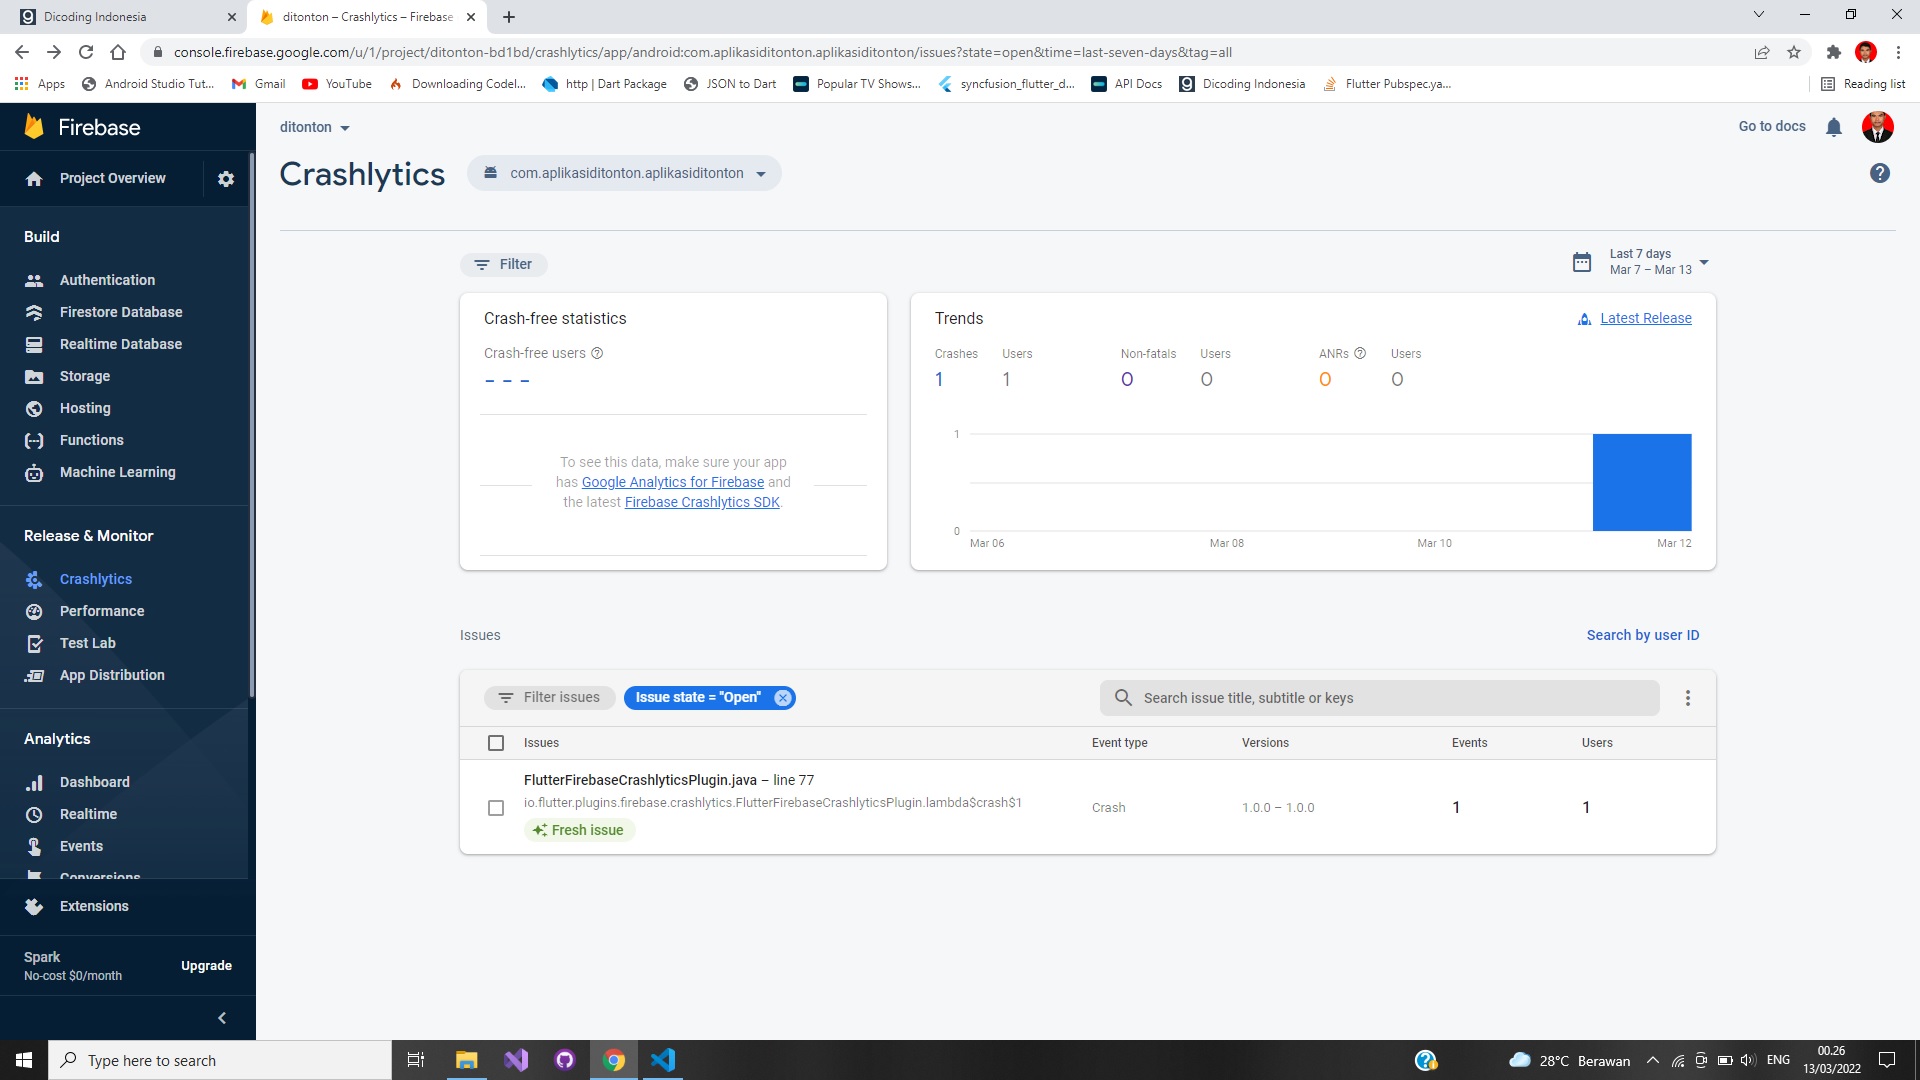 Dicoding Indonesia
ditonton – Crashlytics – Firebase
console.firebase.google.com/u/1/project/ditonton-bd1bd/crashlytics/app/android:com.aplikasiditonton.aplikasiditonton/issues?state=open&time=last-seven-days&tag=all
Apps
Android Studio Tut...
Gmail
YouTube
Downloading Codel...
http | Dart Package
JSON to Dart
Popular TV Shows...
syncfusion_flutter_d...
API Docs
Dicoding Indonesia
Flutter Pubspec.ya...
Reading list
Firebase
Project Overview
Build
Authentication
Firestore Database
Realtime Database
Storage
Hosting
Functions
Machine Learning
Release & Monitor
Crashlytics
Performance
Test Lab
App Distribution
Analytics
Dashboard
Realtime
Events
Conversions
Extensions
Spark
No-cost $0/month
Upgrade
ditonton
Go to docs
Crashlytics
com.aplikasiditonton.aplikasiditonton
Filter
Last 7 days
Mar 7 – Mar 13
Crash-free statistics
Crash-free users
– – –
To see this data, make sure your app
has Google Analytics for Firebase and
the latest Firebase Crashlytics SDK.
Trends
Latest Release
Crashes Users Non-fatals Users ANRs Users
1 1 0 0 0 0
1
0
Mar 06 Mar 08 Mar 10 Mar 12
Issues
Search by user ID
Filter issues
Issue state = "Open"
Search issue title, subtitle or keys
Issues Event type Versions Events Users
FlutterFirebaseCrashlyticsPlugin.java – line 77
io.flutter.plugins.firebase.crashlytics.FlutterFirebaseCrashlyticsPlugin.lambda$crash$1
Crash 1.0.0 – 1.0.0 1 1
Fresh issue
Type here to search
28°C Berawan
ENG
00.26
13/03/2022